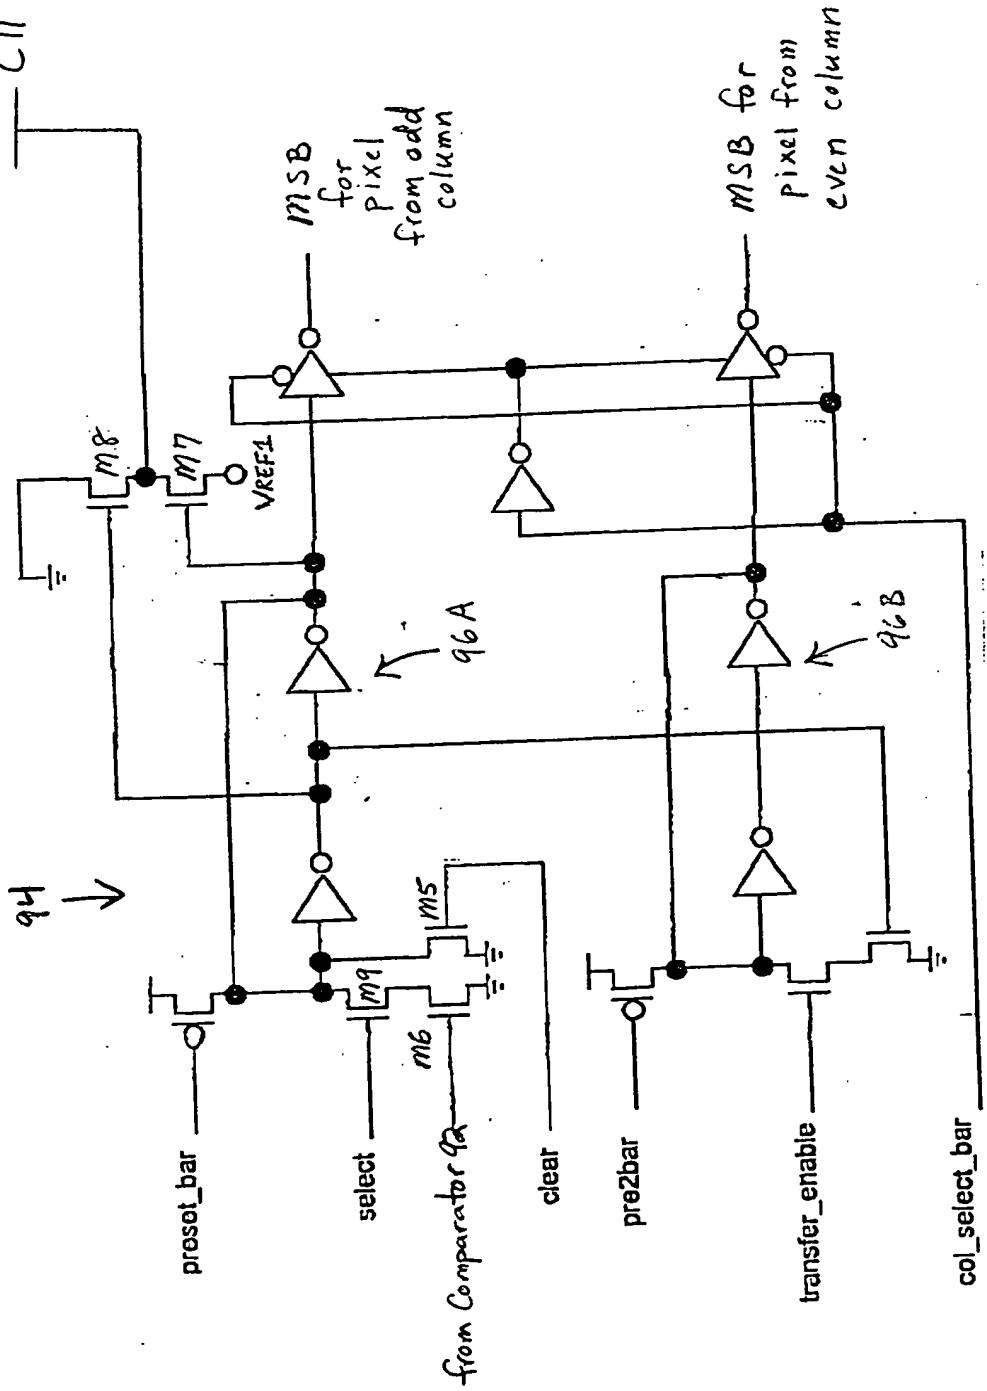 C11
94
M8
M7
VREF1
MSB
for
pixel
from odd
column
proset_bar
96A
M9
M5
select
M6
from Comparator 92
clear
MSB for
pixel from
even column
pre2bar
96B
transfer_enable
col_select_bar